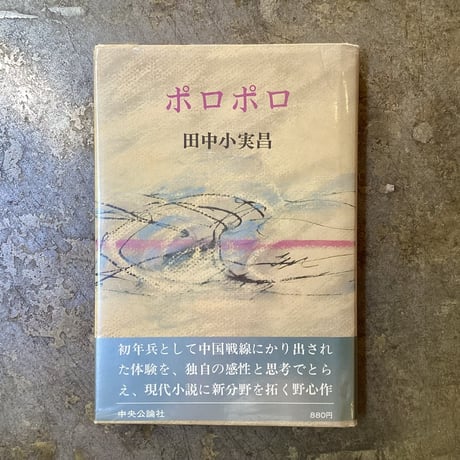 ポロポロ
田中小実昌
初年兵として中国戦線にかり出され
た体験を、独自の感性と思考でとら
え、現代小説に新分野を拓く野心作
中央公論社
880円